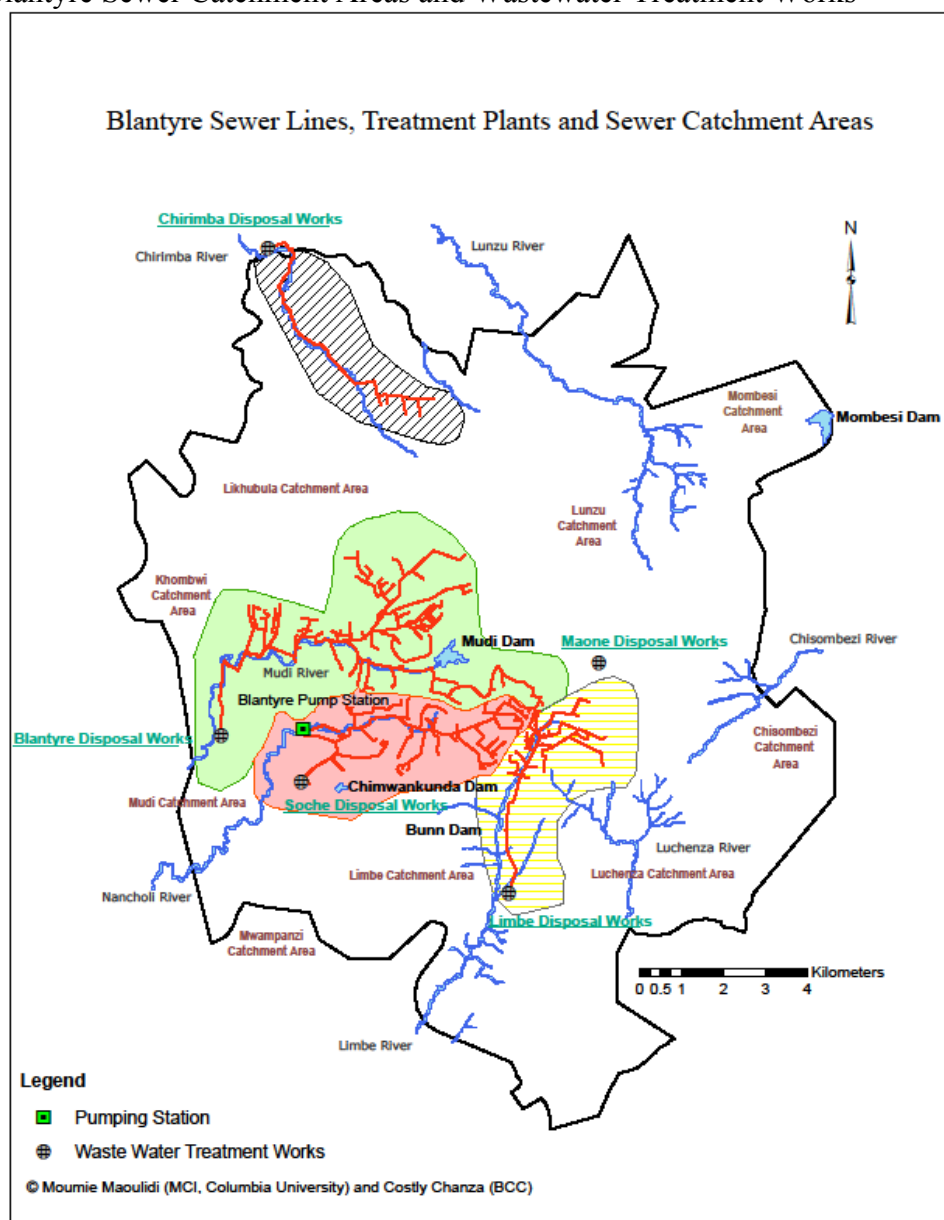 Blantyre Sewer Catchment Areas and Wastewater Treatment Works
Blantyre Sewer Lines, Treatment Plants and Sewer Catchment Areas
Chirimba Disposal Works
Chirimba River
Lunzu River
N
Mombesi
Catchment
Area
Mombesi Dam
Likhubula Catchment Area
Lunzu
Catchment
Area
Khombwi
Catchment
Area
Mudi Dam
Maone Disposal Works
Chisombezi River
Mudi River
Blantyre Pump Station
Blantyre Disposal Works
Chisombezi
Catchment
Area
Chimwankunda Dam
Mudi Catchment Area
Soche Disposal Works
Bunn Dam
Luchenza River
Limbe Catchment Area
Luchenza Catchment Area
Nancholi River
Limbe Disposal Works
Mwampanzi
Catchment Area
Kilometers
0 0.5 1 2 3 4
Limbe River
Legend
Pumping Station
Waste Water Treatment Works
© Moumie Maoulidi (MCI, Columbia University) and Costly Chanza (BCC)